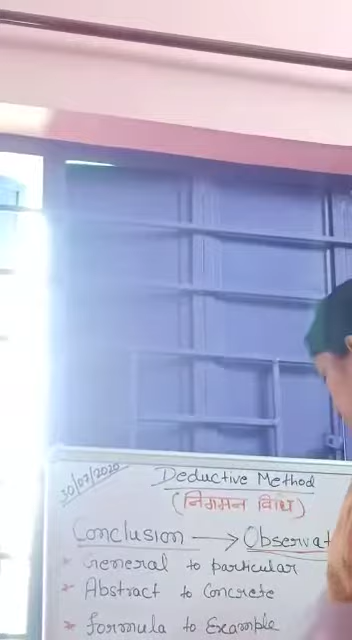 30/07/2020
Deductive Method
(निगमन विधि)
Conclusion → Observat
* General to particular
* Abstract to Concrete
* formula to Example